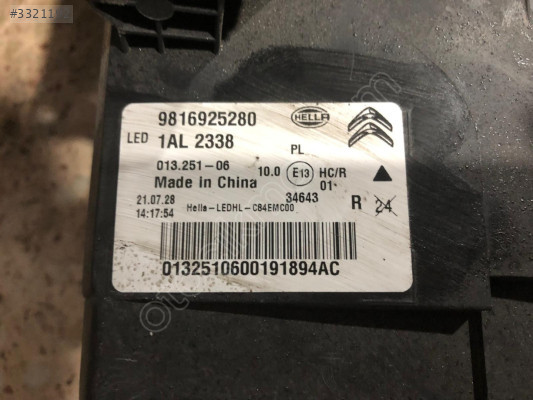 #33211
9816925280
HELLA
LED 1AL 2338
PL
013.251-06 10.0 E13 HC/R
01
Made in China
34643
21.07.28
14:17:54
Hella-LEDHL-C84EMC00
R 24
0132510600191894AC